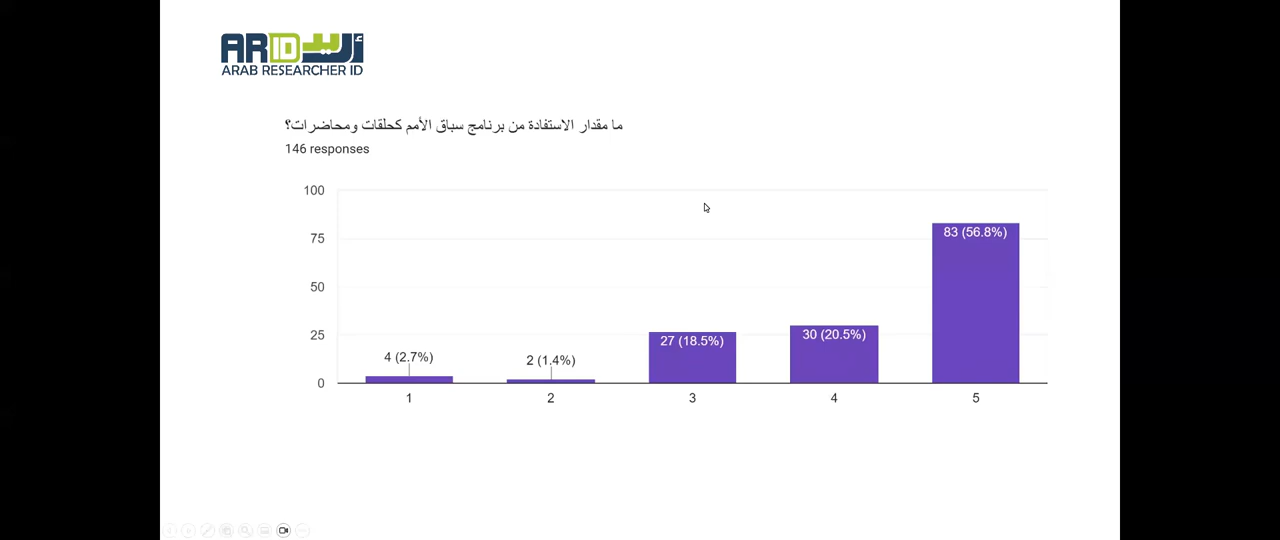 ARID أريد
ARAB RESEARCHER ID
ما مقدار الاستفادة من برنامج سباق الأمم كحلقات ومحاضرات؟
146 responses
100
75
50
25
0
4 (2.7%)
2 (1.4%)
27 (18.5%)
30 (20.5%)
83 (56.8%)
1 2 3 4 5